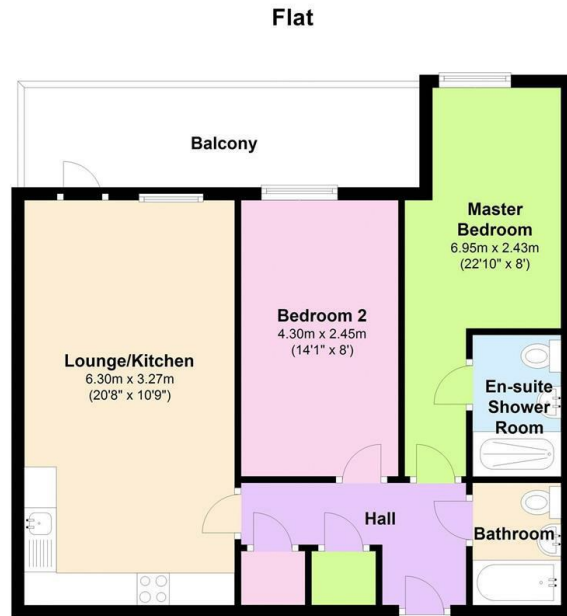 Flat
Balcony
Master
Bedroom
6.95m x 2.43m
(22'10" x 8')
Bedroom 2
4.30m x 2.45m
(14'1" x 8')
Lounge/Kitchen
6.30m x 3.27m
(20'8" x 10'9")
En-suite
Shower
Room
Hall
Bathroom